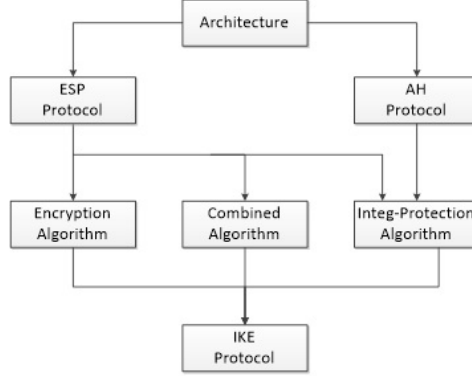 Architecture
ESP
Protocol
AH
Protocol
Encryption
Algorithm
Combined
Algorithm
Integ-Protection
Algorithm
IKE
Protocol